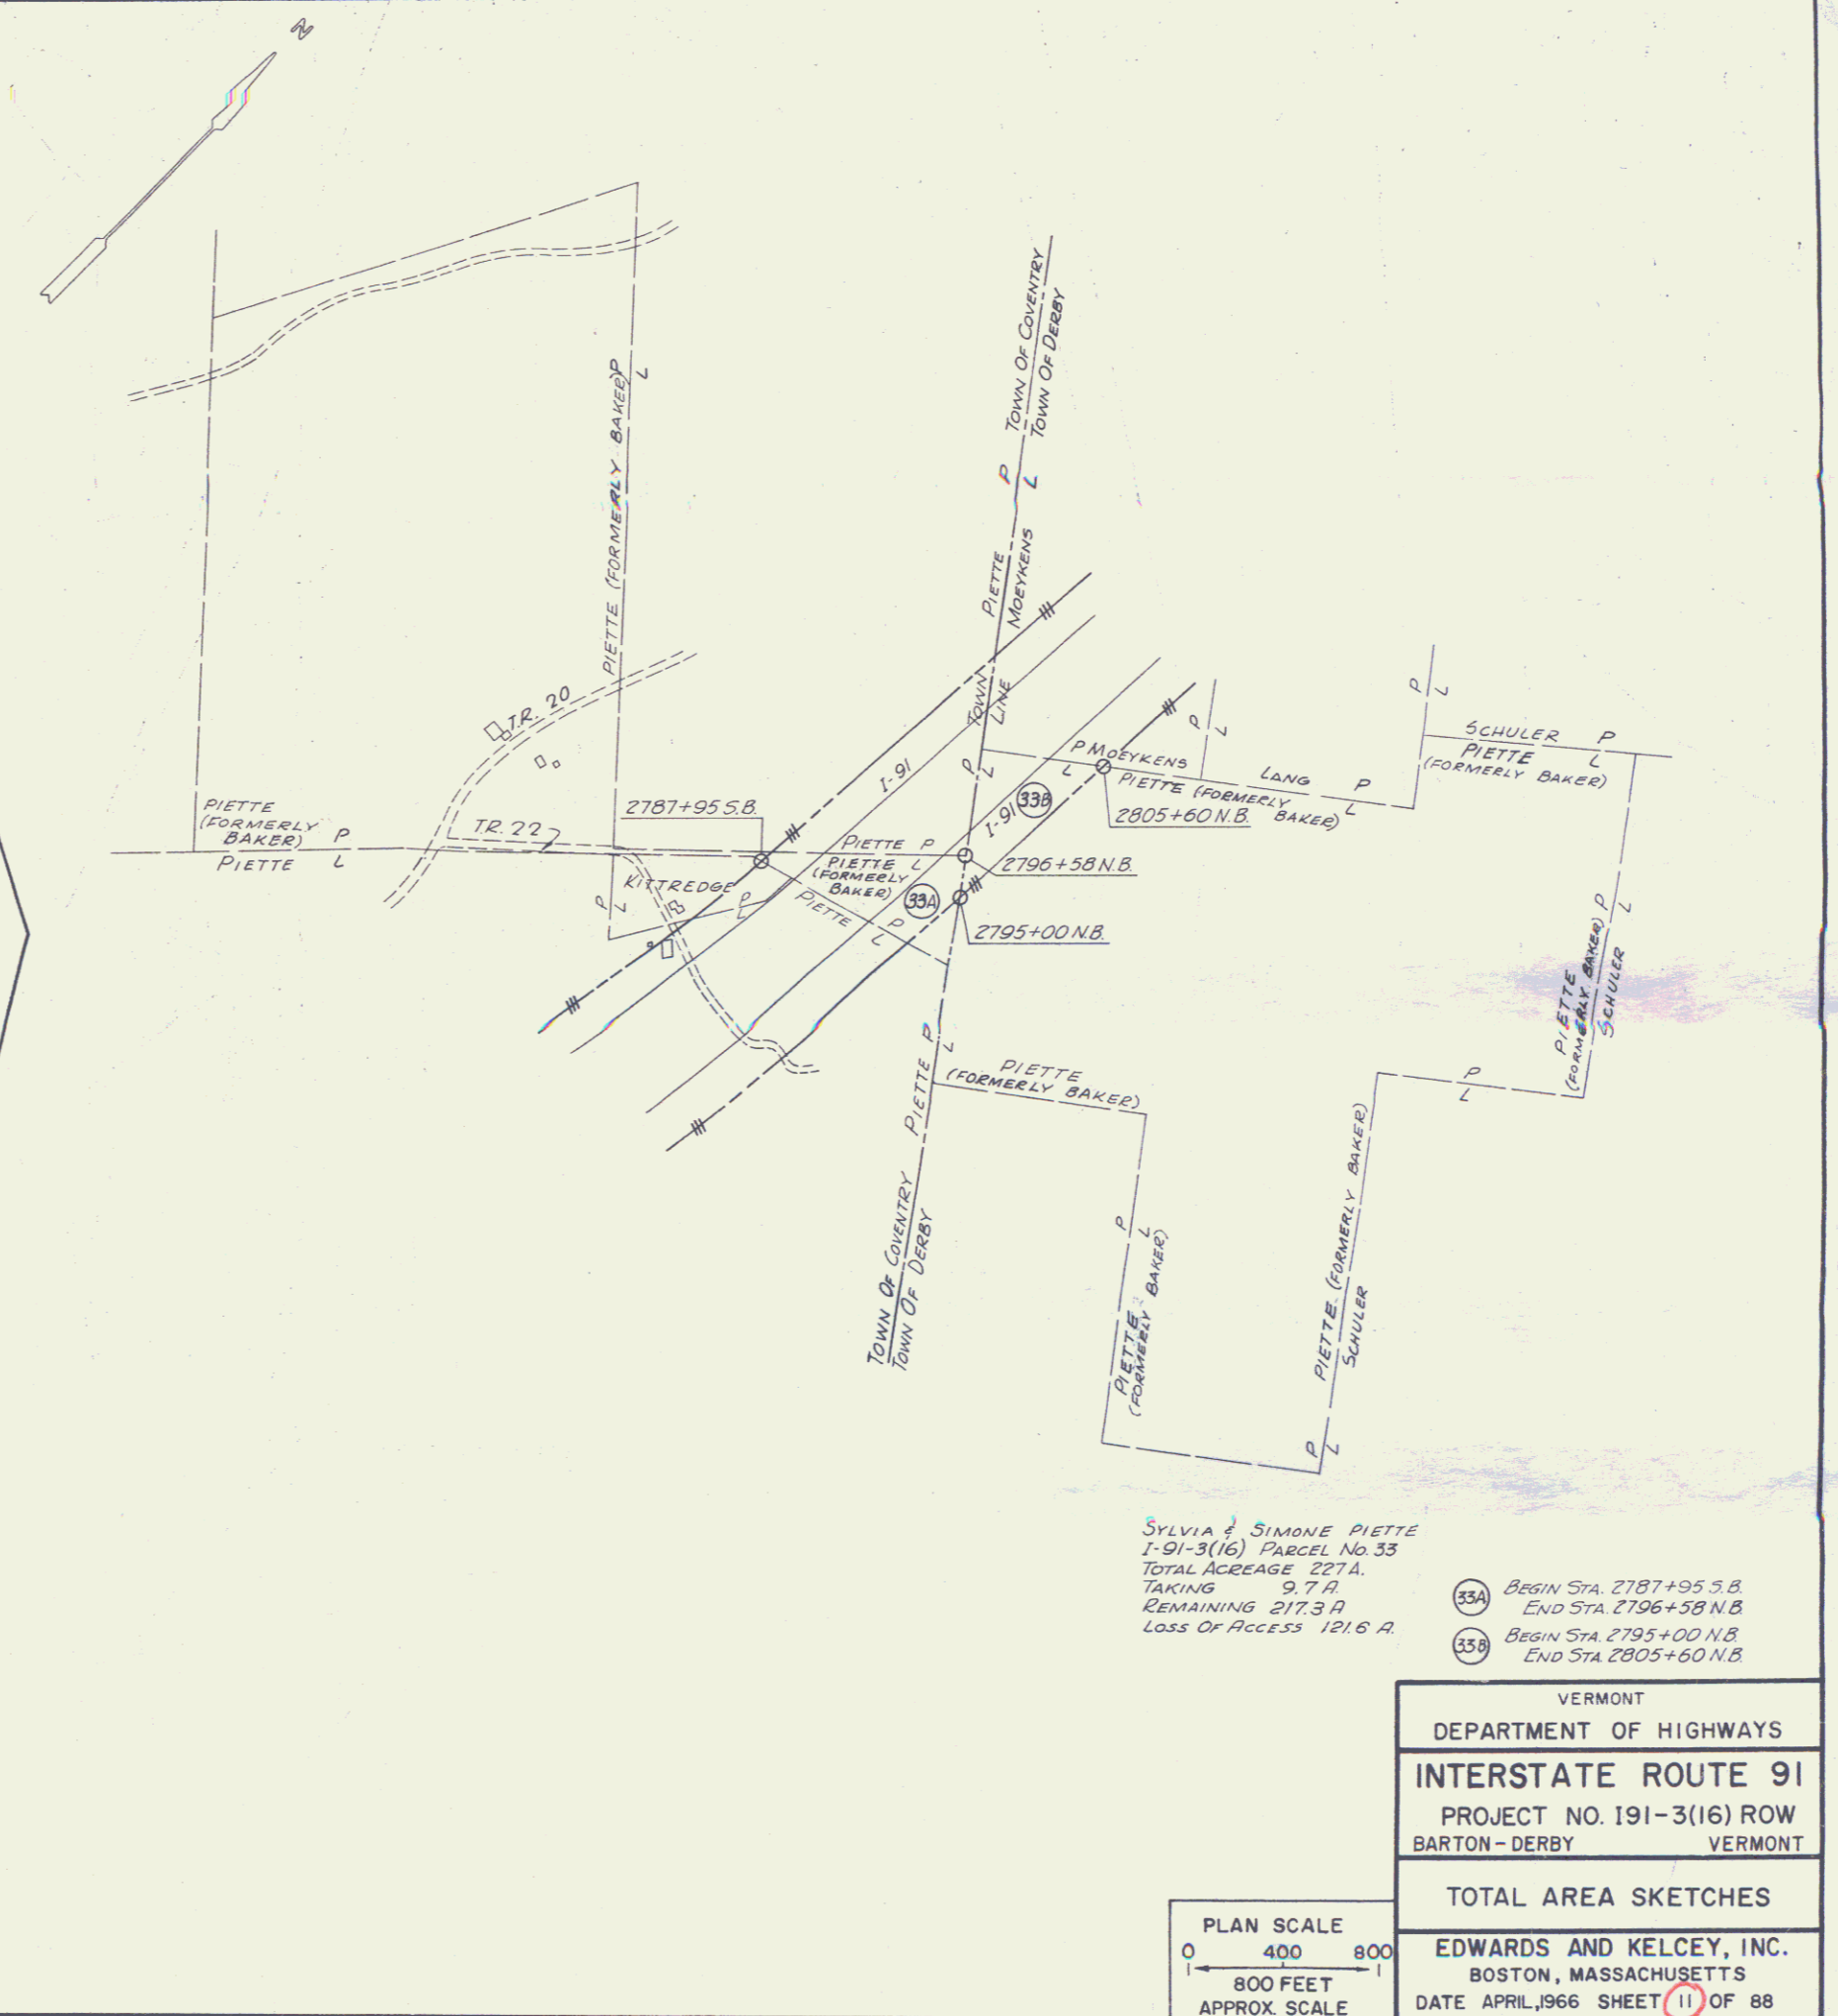 N
TOWN OF COVENTRY
TOWN OF DERBY
P
L
PIETTE (FORMERLY BAKER)
P
L
PIETTE
MOEYKENS
TOWN
LINE
T.R. 20
I-91
P
L
P MOEYKENS
L
PIETTE (FORMERLY
BAKER)
P
L
LANG
P
L
P
L
SCHULER P
PIETTE L
(FORMERLY BAKER)
33B
I-91
2805+60 N.B.
PIETTE
(FORMERLY
BAKER) P
PIETTE L
T.R. 22
2787+95 S.B.
PIETTE P
PIETTE L
(FORMERLY
BAKER)
2796+58 N.B.
KITTREDGE
P
L
P
L
PIETTE
P
L
33A
2795+00 N.B.
PIETTE
(FORMERLY BAKER) P
L
SCHULER
PIETTE P
L
PIETTE
(FORMERLY BAKER)
P
L
TOWN OF COVENTRY
TOWN OF DERBY
P
L
PIETTE
(FORMERLY BAKER)
PIETTE (FORMERLY BAKER)
SCHULER
P
L
SYLVIA & SIMONE PIETTE
I-91-3(16) PARCEL No. 33
TOTAL ACREAGE 227 A.
TAKING 9.7 A.
REMAINING 217.3 A
LOSS OF ACCESS 121.6 A.
33A BEGIN STA. 2787+95 S.B.
END STA. 2796+58 N.B.
33B BEGIN STA. 2795+00 N.B.
END STA. 2805+60 N.B.
VERMONT
DEPARTMENT OF HIGHWAYS
INTERSTATE ROUTE 91
PROJECT NO. I91-3(16) ROW
BARTON-DERBY VERMONT
TOTAL AREA SKETCHES
PLAN SCALE
0 400 800
800 FEET
APPROX. SCALE
EDWARDS AND KELCEY, INC.
BOSTON, MASSACHUSETTS
DATE APRIL, 1966 SHEET 11 OF 88